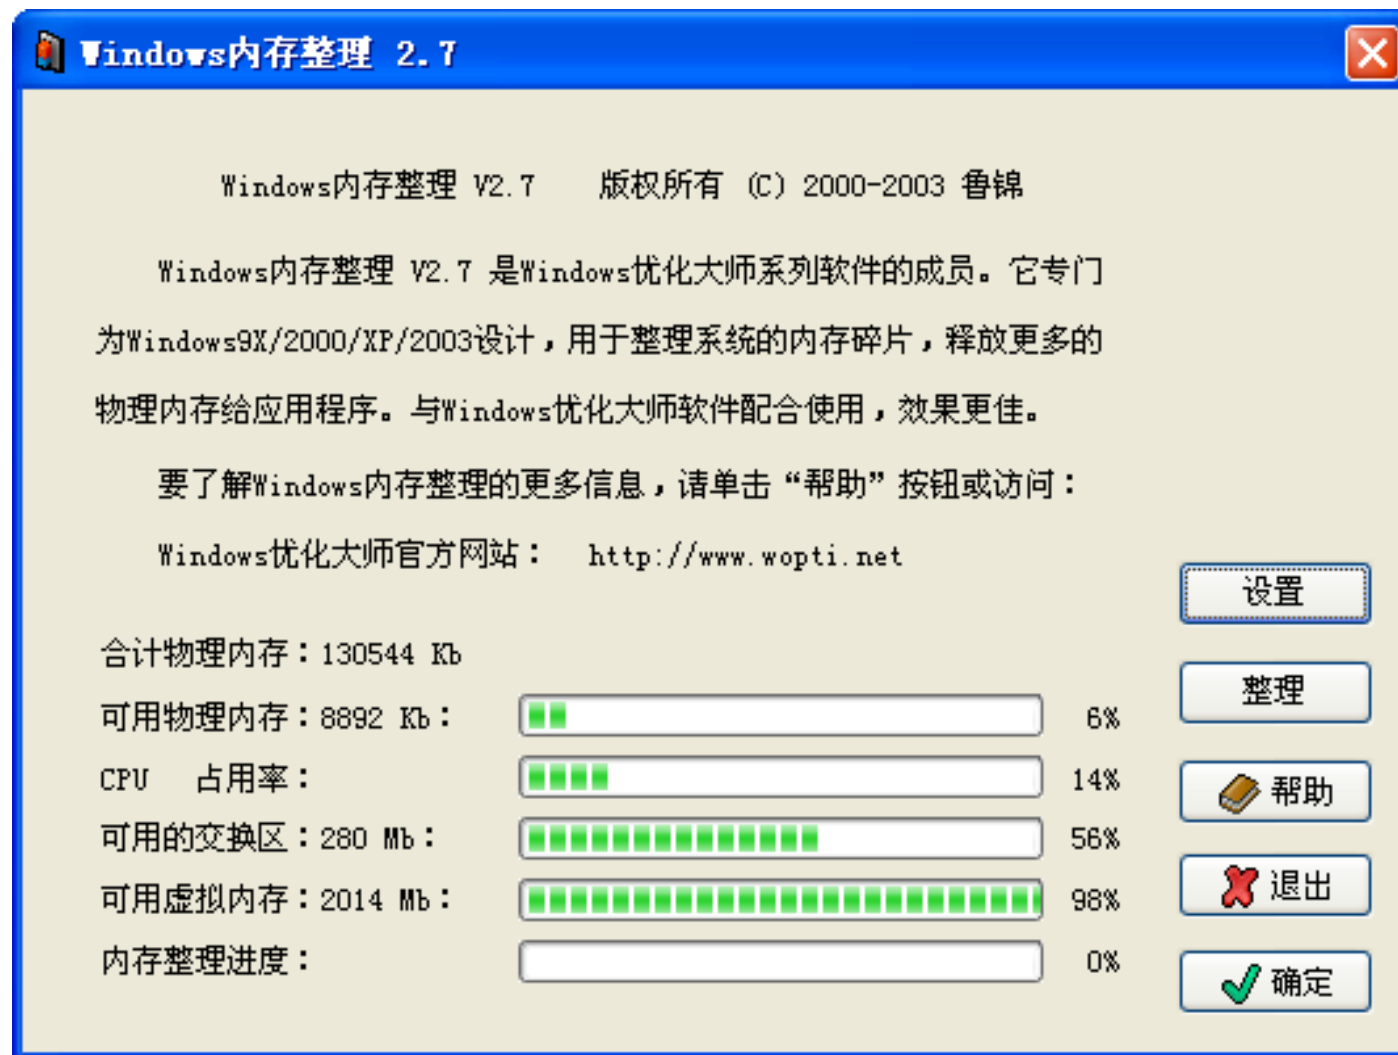 Windows内存整理 2.7
Windows内存整理 V2.7 版权所有 (C) 2000-2003 鲁锦
Windows内存整理 V2.7 是Windows优化大师系列软件的成员。它专门
为Windows9X/2000/XP/2003设计，用于整理系统的内存碎片，释放更多的
物理内存给应用程序。与Windows优化大师软件配合使用，效果更佳。
要了解Windows内存整理的更多信息，请单击“帮助”按钮或访问：
Windows优化大师官方网站： http://www.wopti.net
设置
合计物理内存：130544 Kb
整理
可用物理内存：8892 Kb： 6%
CPU 占用率： 14%
帮助
可用的交换区：280 Mb： 56%
可用虚拟内存：2014 Mb： 98%
退出
内存整理进度： 0%
确定